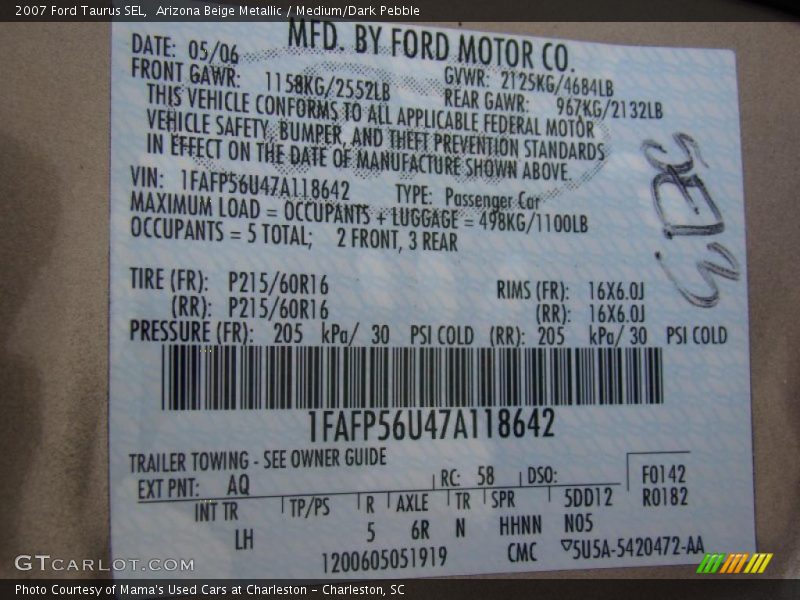 2007 Ford Taurus SEL, Arizona Beige Metallic / Medium/Dark Pebble
MFD. BY FORD MOTOR CO.
DATE: 05/06 GVWR: 2125KG/4684LB
FRONT GAWR: 1158KG/2552LB REAR GAWR: 967KG/2132LB
THIS VEHICLE CONFORMS TO ALL APPLICABLE FEDERAL MOTOR
VEHICLE SAFETY, BUMPER, AND THEFT PREVENTION STANDARDS
IN EFFECT ON THE DATE OF MANUFACTURE SHOWN ABOVE.
VIN: 1FAFP56U47A118642 TYPE: Passenger Car
MAXIMUM LOAD = OCCUPANTS + LUGGAGE = 498KG/1100LB
OCCUPANTS = 5 TOTAL; 2 FRONT, 3 REAR
TIRE (FR): P215/60R16 RIMS (FR): 16X6.0J
(RR): P215/60R16 (RR): 16X6.0J
PRESSURE (FR): 205 kPa/ 30 PSI COLD (RR): 205 kPa/ 30 PSI COLD
1FAFP56U47A118642
TRAILER TOWING - SEE OWNER GUIDE
EXT PNT: AQ RC: 58 DSO: F0142
INT TR TP/PS R AXLE TR SPR 5DD12 R0182
LH 5 6R N HHNN N05
1200605051919 CMC 5U5A-5420472-AA
GTCARLOT.COM
Photo Courtesy of Mama's Used Cars at Charleston - Charleston, SC